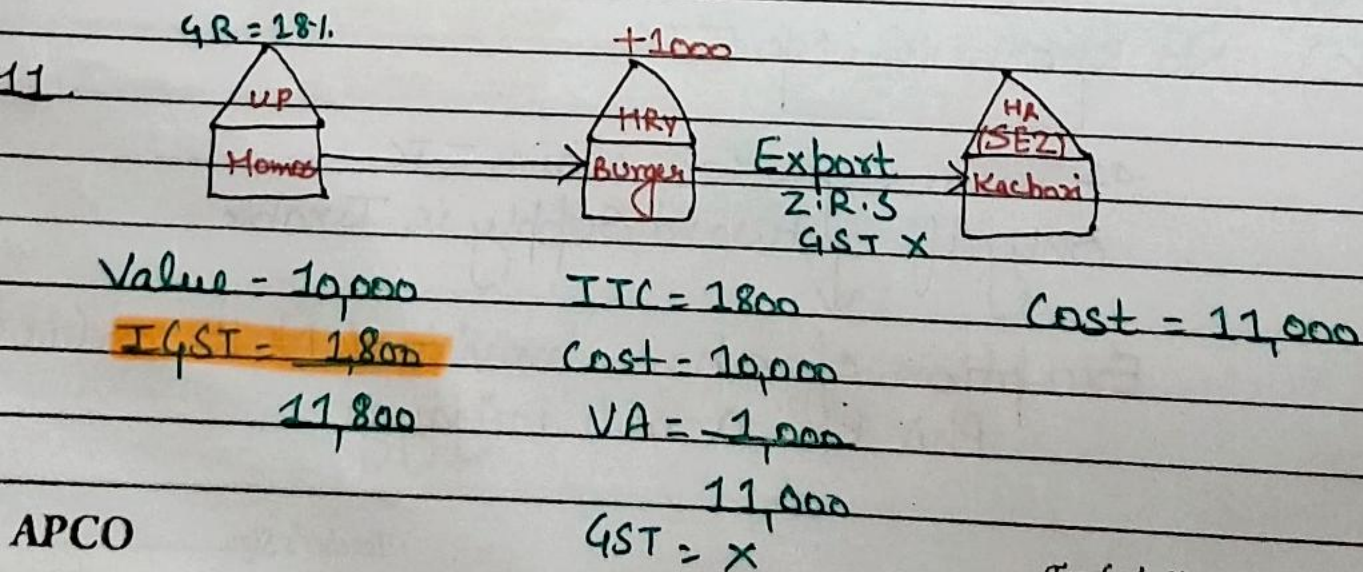 GR = 18%.
+1000
11.
UP
HRY
HR
(SEZ)
Homes
Burger
Export
Kachori
Z.R.S
GST X
Value = 10,000
ITC = 1800
Cost = 11,000
IGST = 1,800
Cost = 10,000
11,800
VA = 1,000
11,000
APCO
GST = X